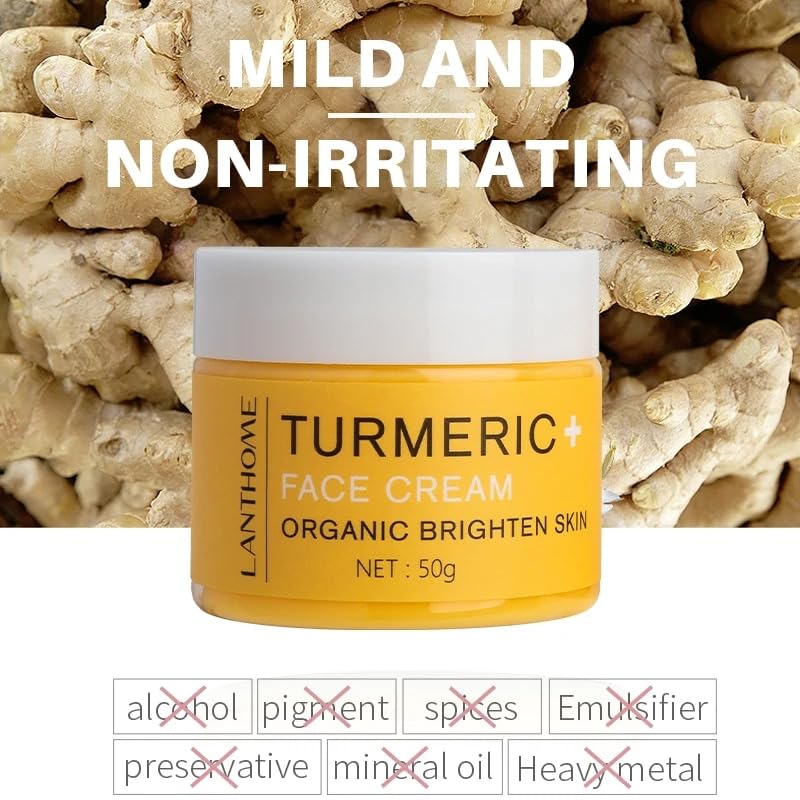 MILD AND
NON-IRRITATING
LANTHOME
TURMERIC+
FACE CREAM
ORGANIC BRIGHTEN SKIN
NET : 50g
alcohol pigment spices Emulsifier
preservative mineral oil Heavy metal